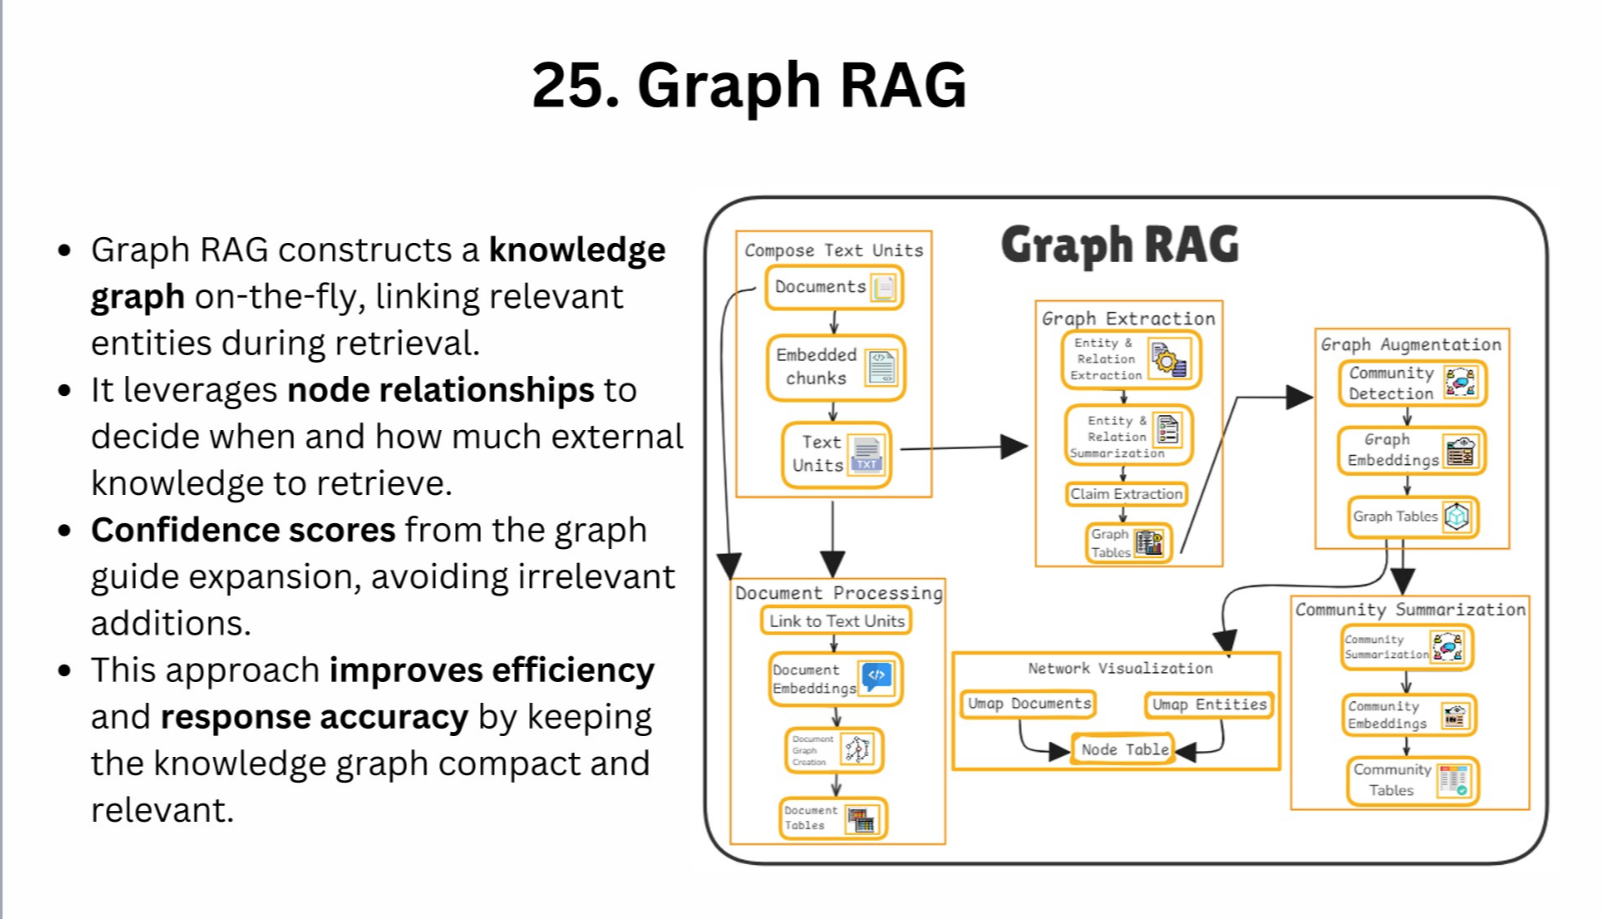 25. Graph RAG
• Graph RAG constructs a knowledge
graph on-the-fly, linking relevant
entities during retrieval.
• It leverages node relationships to
decide when and how much external
knowledge to retrieve.
• Confidence scores from the graph
guide expansion, avoiding irrelevant
additions.
• This approach improves efficiency
and response accuracy by keeping
the knowledge graph compact and
relevant.
Graph RAG
Compose Text Units
Documents
Embedded
chunks
</>
Text
Units
TXT
Graph Extraction
Entity &
Relation
Extraction
Entity &
Relation
Summarization
Claim Extraction
Graph
Tables
Graph Augmentation
Community
Detection
Graph
Embeddings
Graph Tables
Document Processing
Link to Text Units
Document
Embeddings
</>
Document
Graph
Creation
Document
Tables
Network Visualization
Umap Documents
Umap Entities
Node Table
Community Summarization
Community
Summarization
Community
Embeddings
Community
Tables